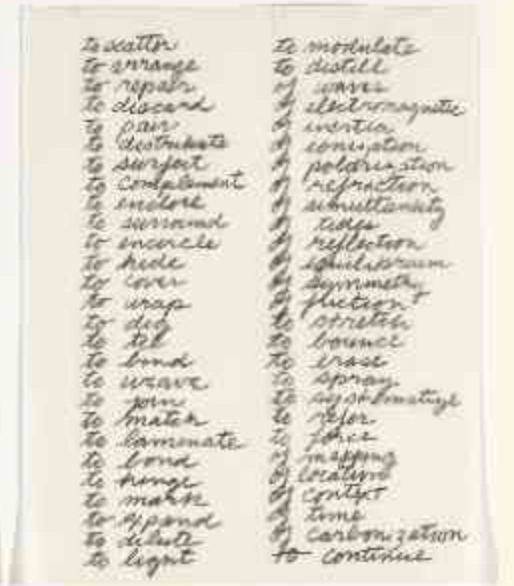 to scatter
to arrange
to repair
to discard
to pair
to distribute
to surfeit
to complement
to enclose
to surround
to encircle
to hide
to cover
to wrap
to dig
to tie
to bind
to weave
to join
to match
to laminate
to bond
to hinge
to mark
to expand
to dilute
to light
to modulate
to distill
of waves
of electromagnetic
of inertia
of ionization
of polarization
of refraction
of simultaneity
of tides
of reflection
of equilibrium
of symmetry
of friction
to stretch
to bounce
to erase
to spray
to systematize
to refer
to force
of mapping
of location
of context
of time
of carbonization
to continue